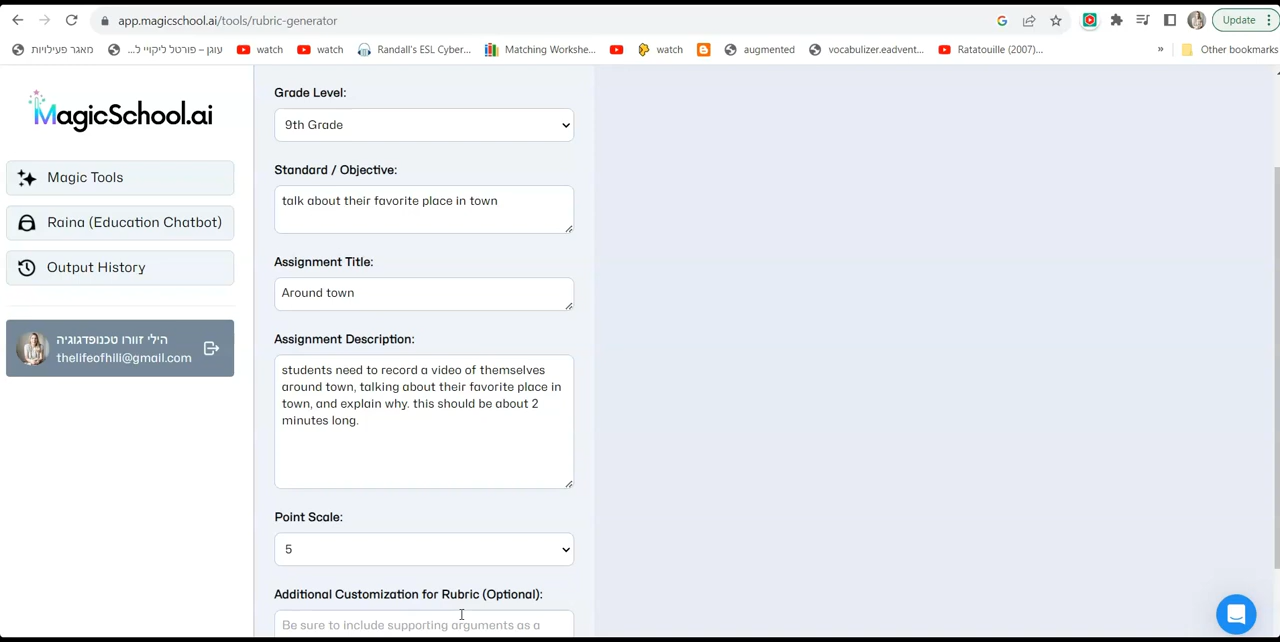 app.magicschool.ai/tools/rubric-generator
Update
מאגר פעילויות
עוגן – פורטל ליקויי ל...
watch
watch
Randall's ESL Cyber...
Matching Workshe...
watch
augmented
vocabulizer.eadvent...
Ratatouille (2007)...
»
Other bookmarks
MagicSchool.ai
Magic Tools
Raina (Education Chatbot)
Output History
הילי זוורו טכנופדגוגיה
thelifeofhili@gmail.com
Grade Level:
9th Grade
Standard / Objective:
talk about their favorite place in town
Assignment Title:
Around town
Assignment Description:
students need to record a video of themselves
around town, talking about their favorite place in
town, and explain why. this should be about 2
minutes long.
Point Scale:
5
Additional Customization for Rubric (Optional):
Be sure to include supporting arguments as a